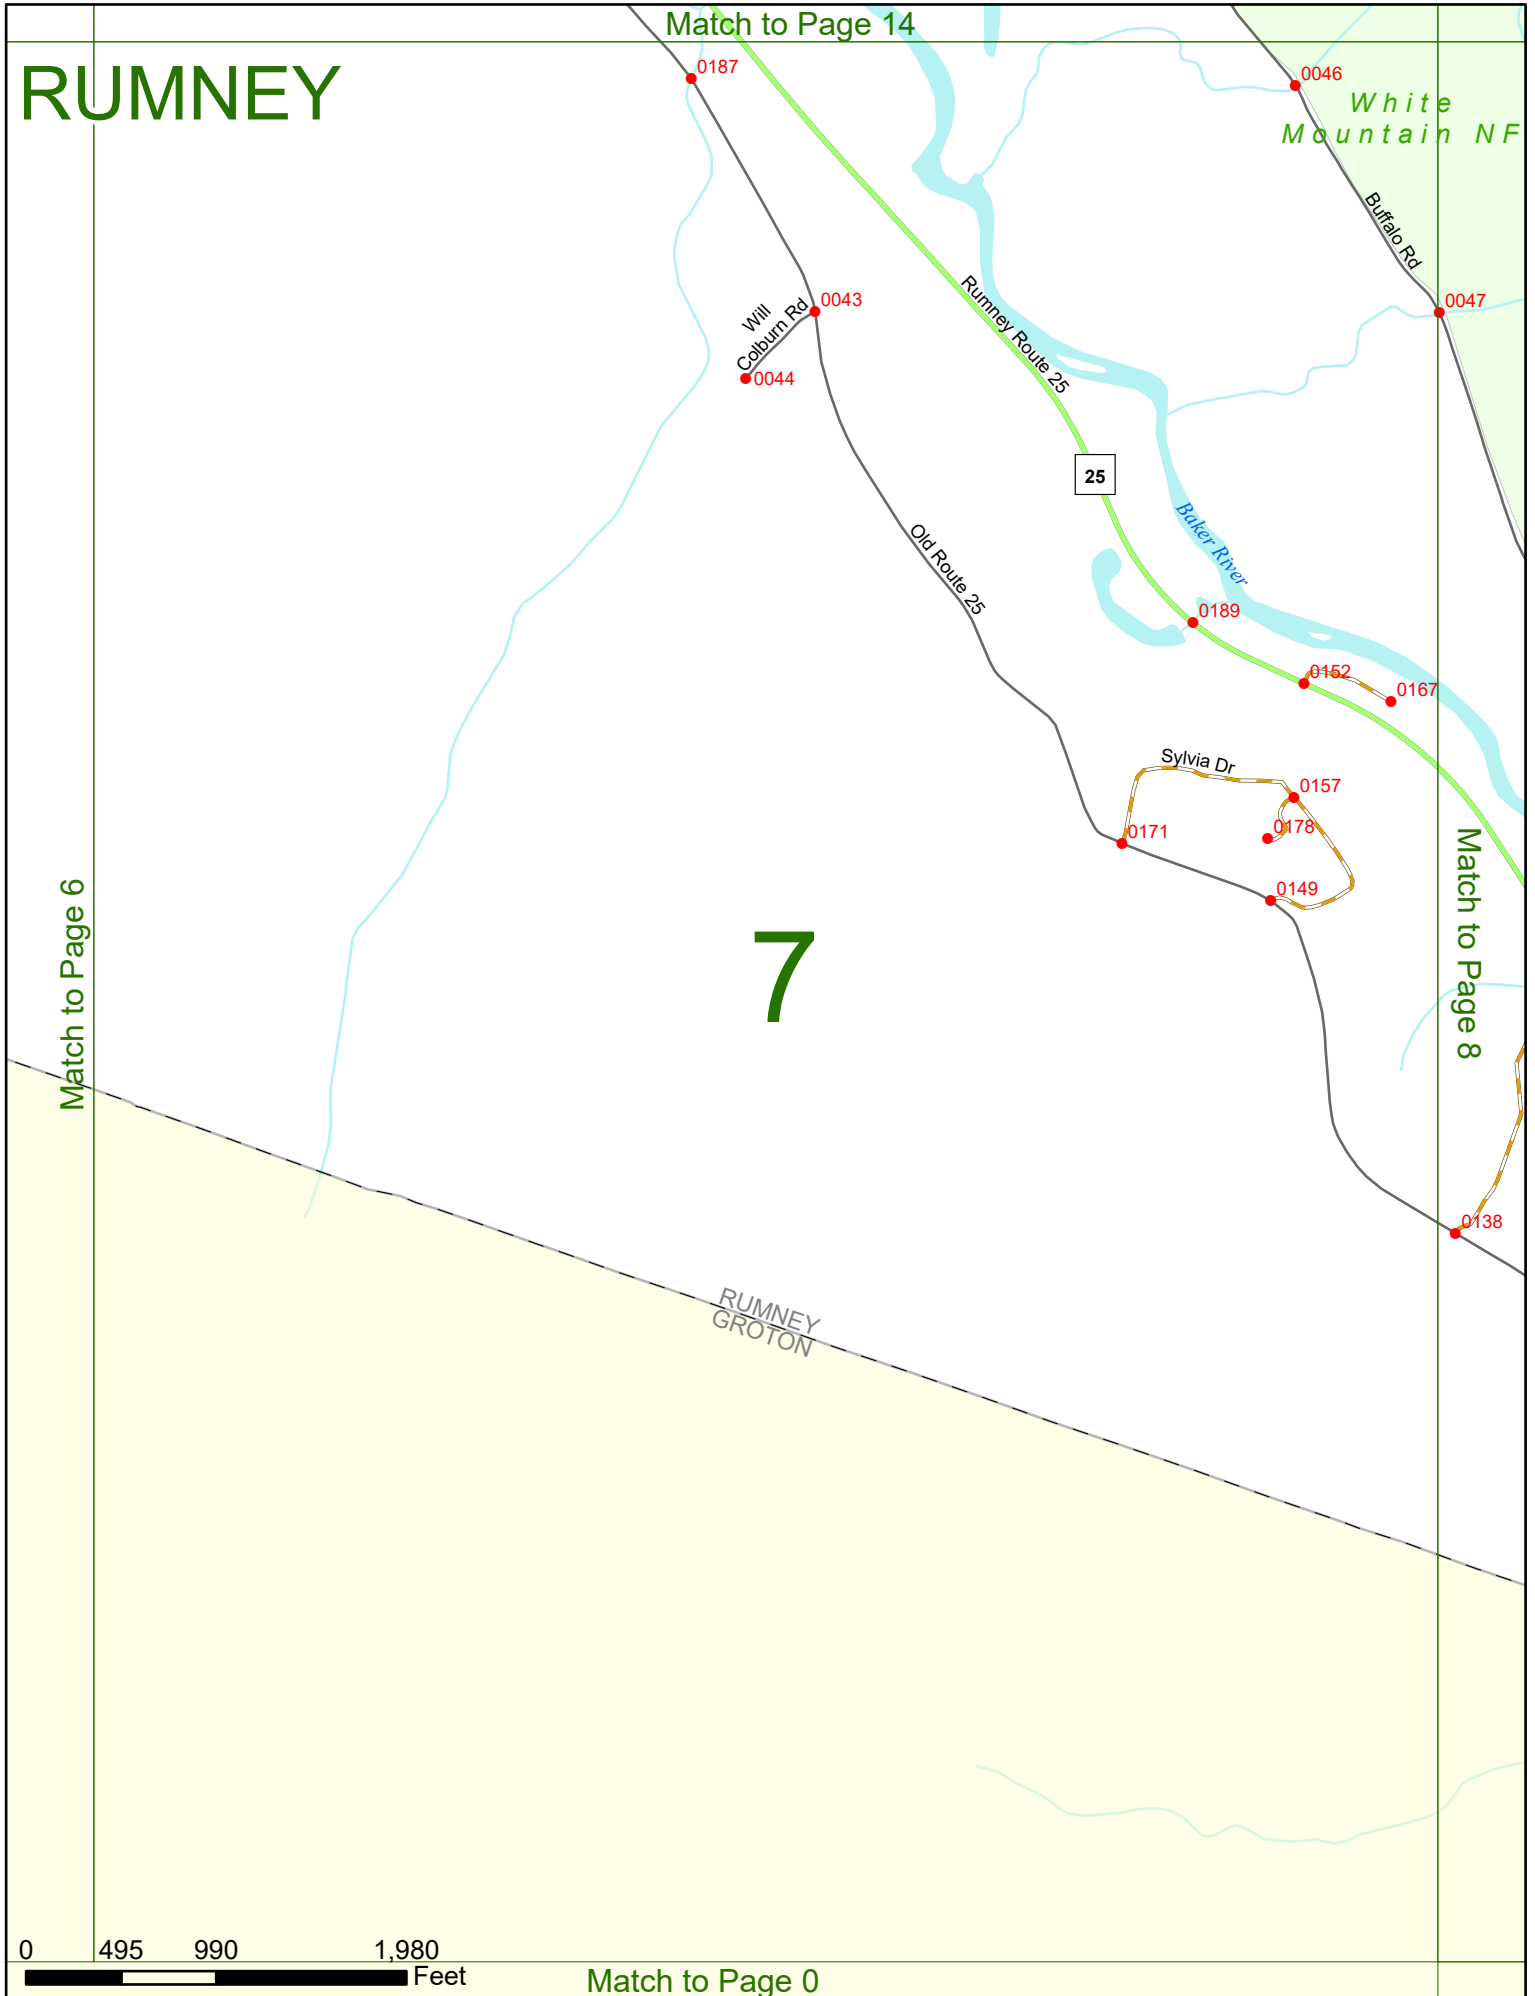 Match to Page 14
RUMNEY
0187
0046
White
Mountain NF
Buffalo Rd
0043
0047
Will
Colburn Rd
0044
Rumney Route 25
25
Baker River
Old Route 25
0189
0152
0167
Sylvia Dr
0157
0178
0171
0149
Match to Page 6
7
Match to Page 8
0138
RUMNEY
GROTON
0 495 990 1,980
Feet
Match to Page 0